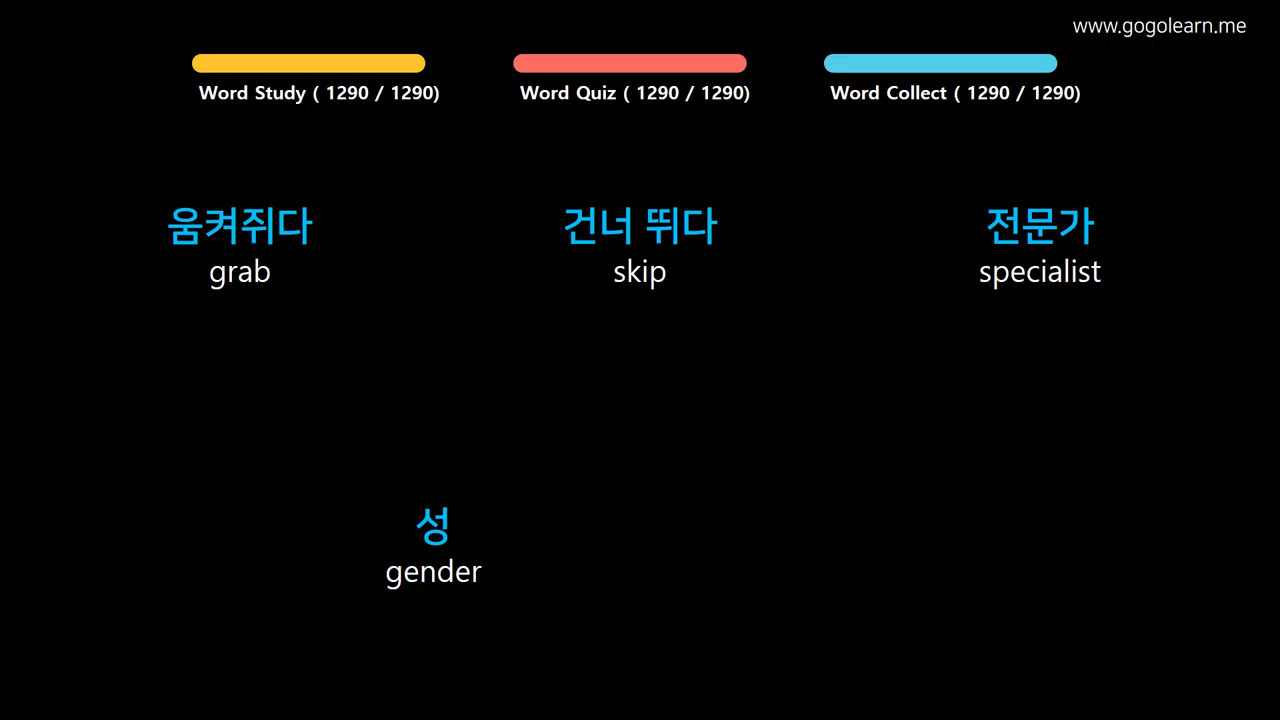 www.gogolearn.me
Word Study ( 1290 / 1290)
Word Quiz ( 1290 / 1290)
Word Collect ( 1290 / 1290)
움켜쥐다
grab
건너 뛰다
skip
전문가
specialist
성
gender